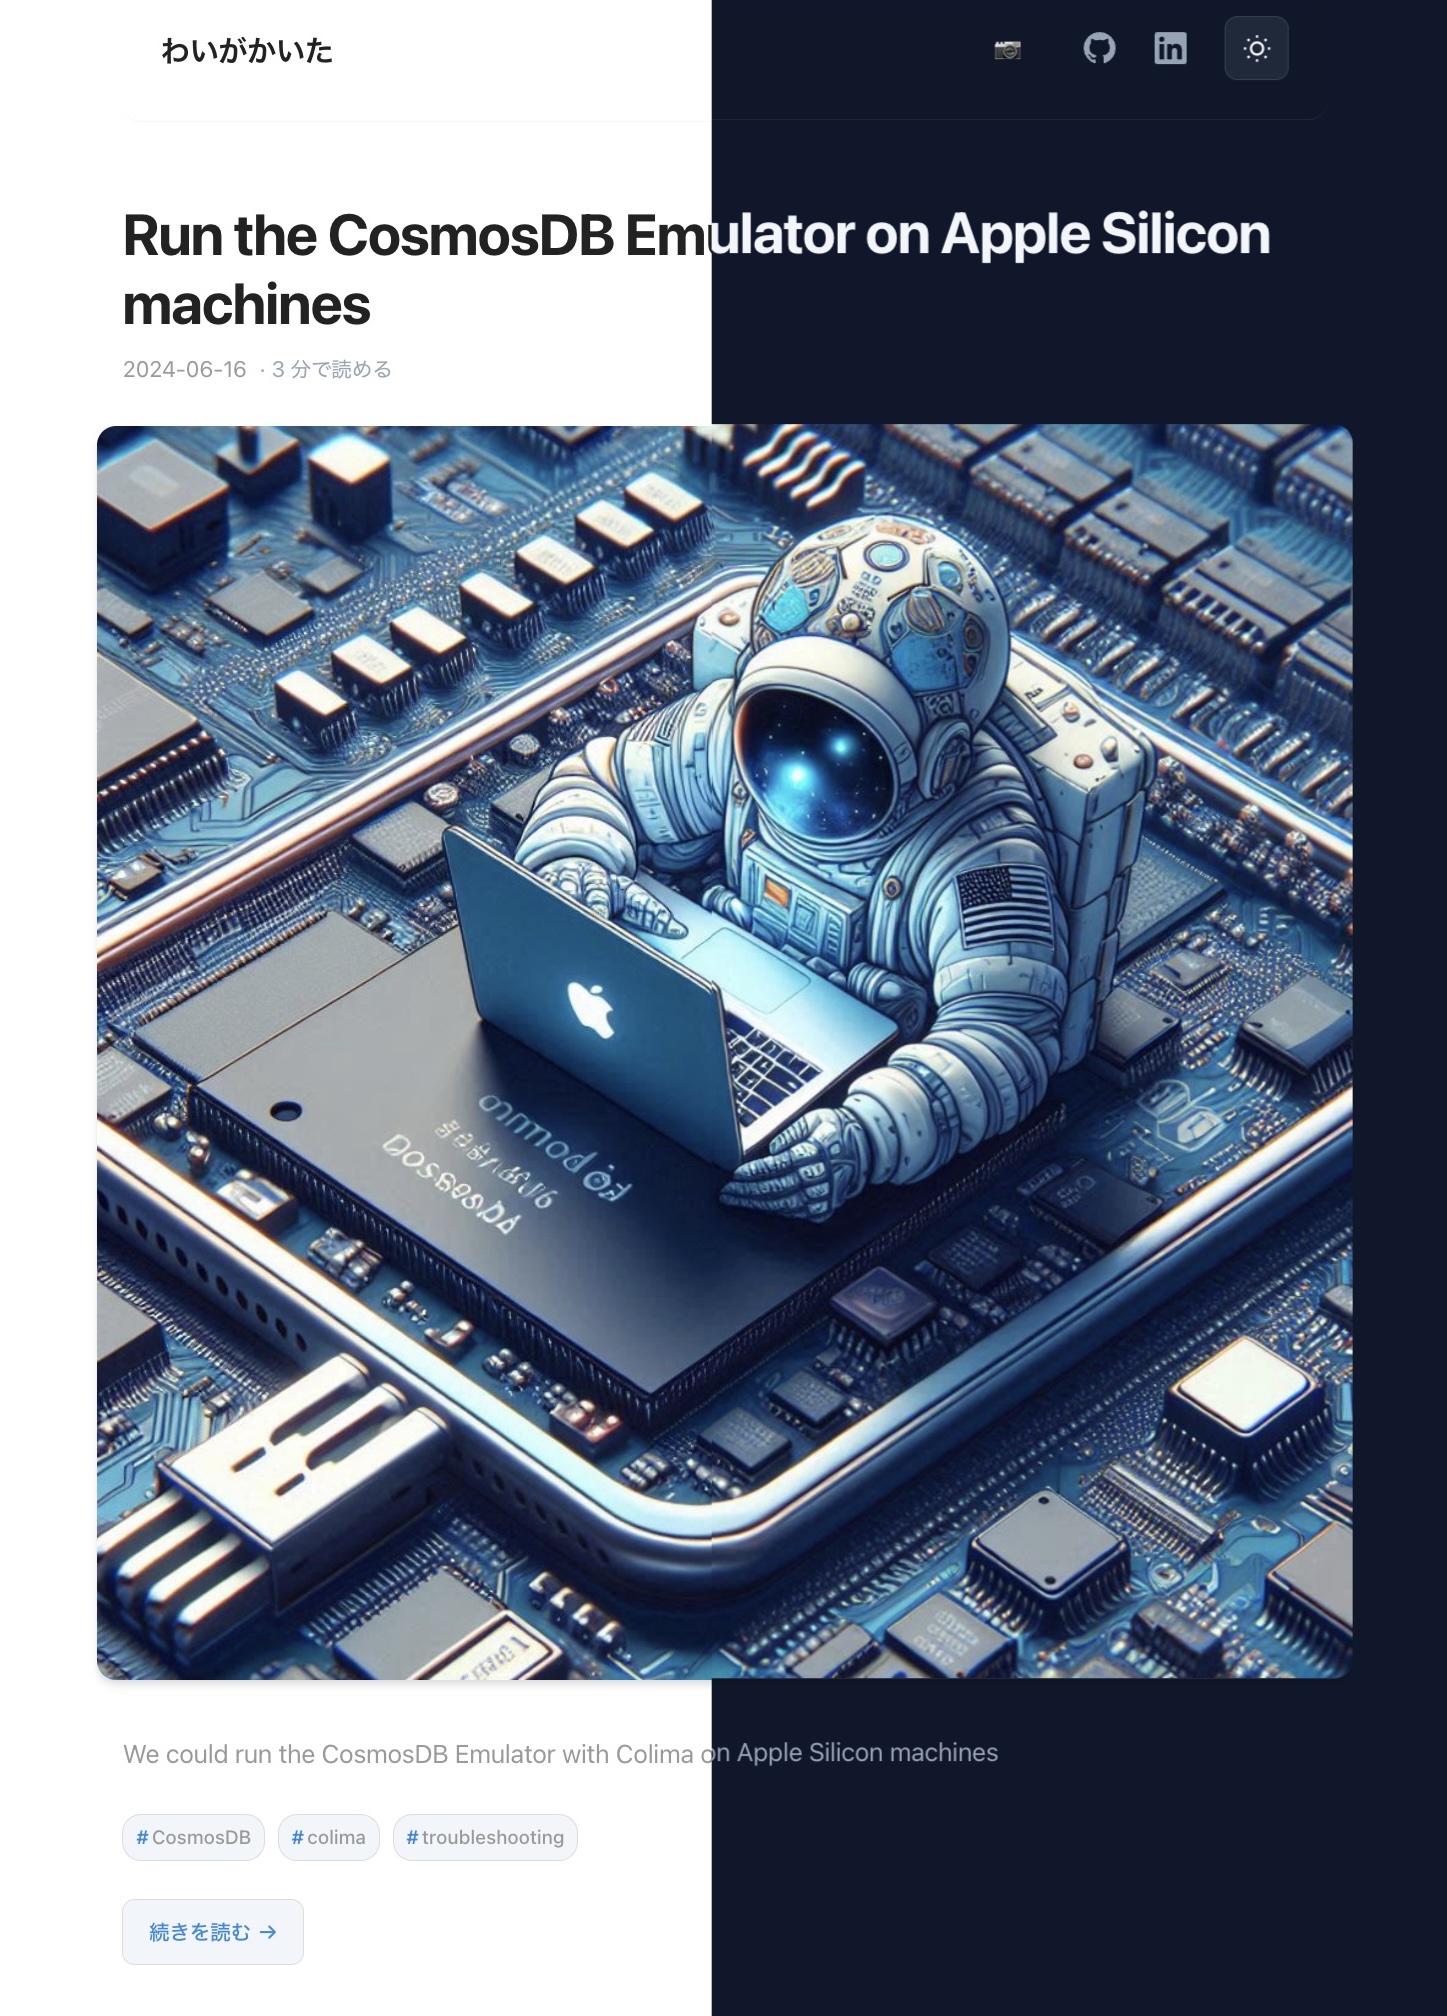 わいがかいた
Run the CosmosDB Emulator on Apple Silicon
machines
2024-06-16 · 3 分で読める
We could run the CosmosDB Emulator with Colima on Apple Silicon machines
# CosmosDB # colima # troubleshooting
続きを読む →